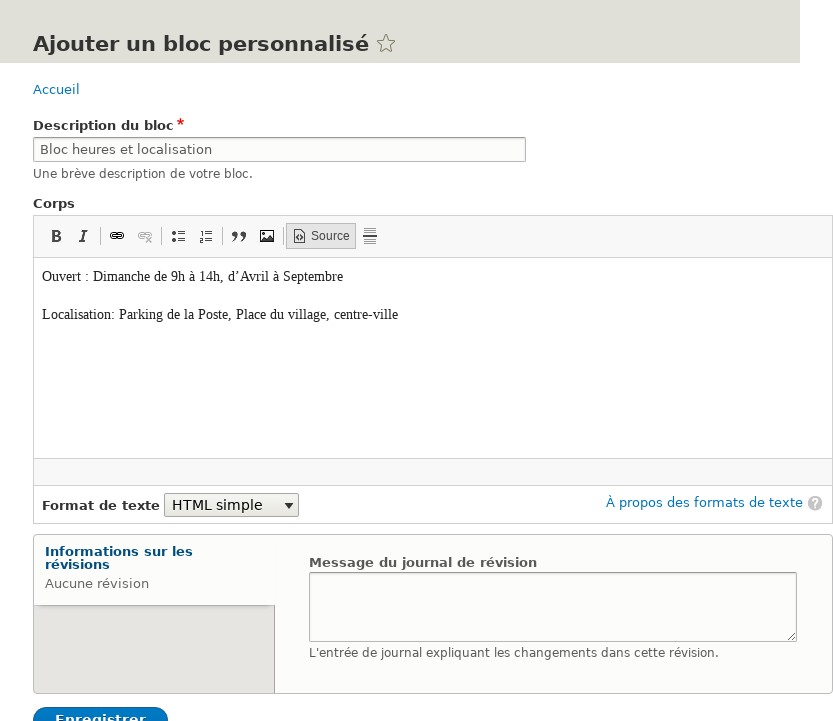 Ajouter un bloc personnalisé
Accueil
Description du bloc*
Bloc heures et localisation
Une brève description de votre bloc.
Corps
B I Source
Ouvert : Dimanche de 9h à 14h, d’Avril à Septembre
Localisation: Parking de la Poste, Place du village, centre-ville
Format de texte HTML simple À propos des formats de texte ?
Informations sur les
révisions
Aucune révision
Message du journal de révision
L'entrée de journal expliquant les changements dans cette révision.
Enregistrer